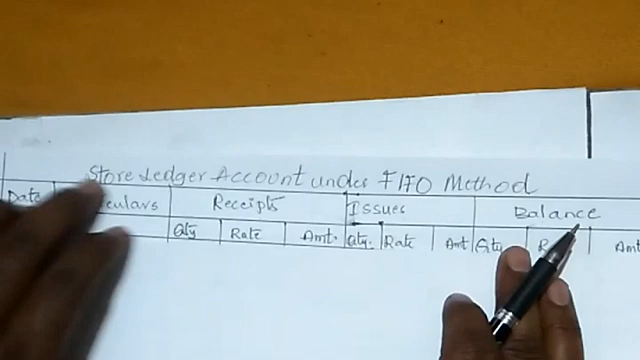 Store Ledger Account under FIFO Method
Date Receipts Issues Balance
Qty Rate Amt. Qty. Rate Amt Qty Amt